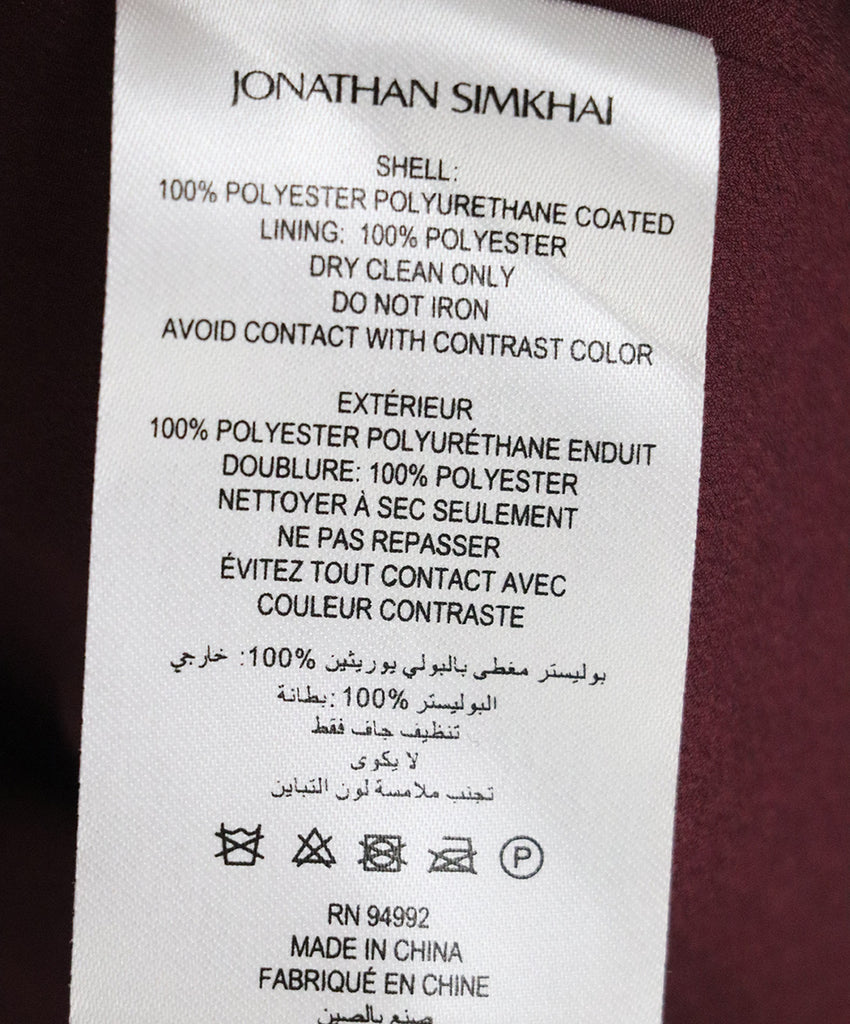 JONATHAN SIMKHAI
SHELL:
100% POLYESTER POLYURETHANE COATED
LINING: 100% POLYESTER
DRY CLEAN ONLY
DO NOT IRON
AVOID CONTACT WITH CONTRAST COLOR
EXTÉRIEUR
100% POLYESTER POLYURÉTHANE ENDUIT
DOUBLURE: 100% POLYESTER
NETTOYER À SEC SEULEMENT
NE PAS REPASSER
ÉVITEZ TOUT CONTACT AVEC
COULEUR CONTRASTE
بوليستر مغطى بالبولي يوريثين 100%: خارجي
البوليستر 100% :بطانة
تنظيف جاف فقط
لا يكوى
تجنب ملامسة لون التباين
P
RN 94992
MADE IN CHINA
FABRIQUÉ EN CHINE
صنع بالصين